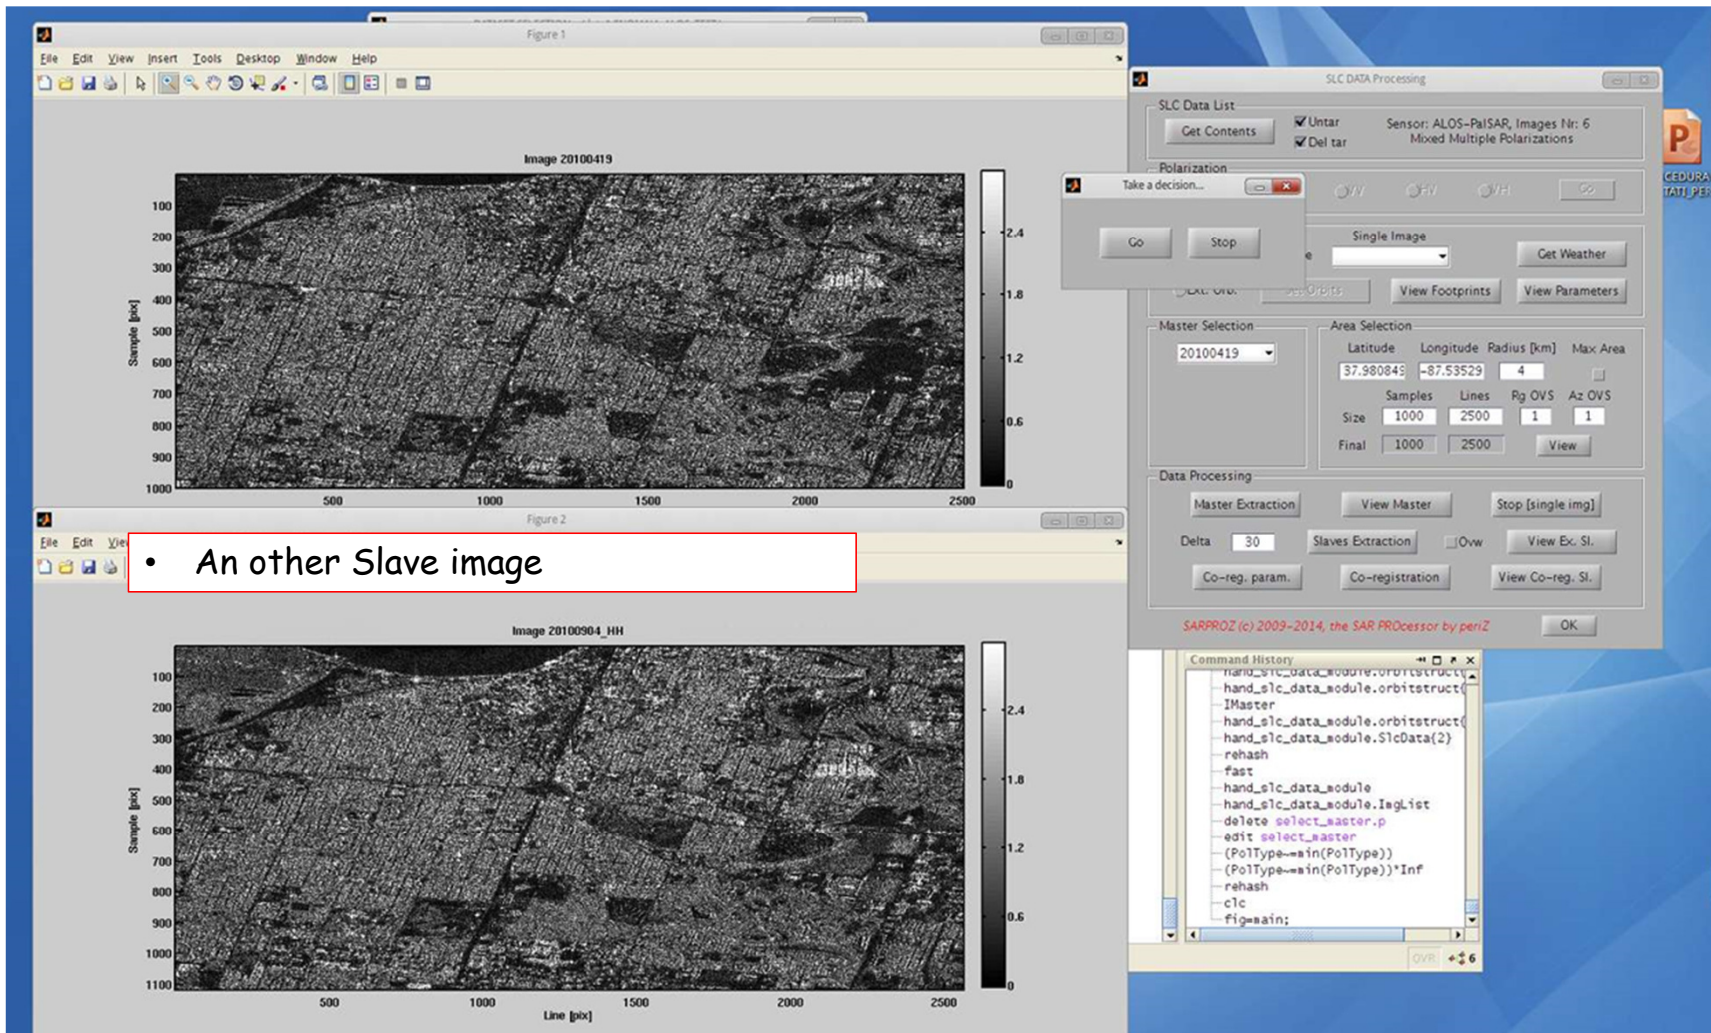 Figure 1
File Edit View Insert Tools Desktop Window Help
Image 20100419
Sample [pix]
100
200
300
400
500
600
700
800
900
1000
500 1000 1500 2000 2500
2.4
1.8
1.2
0.6
0
Figure 2
File Edit
• An other Slave image
Image 20100904_HH
Sample [pix]
100
200
300
400
500
600
700
800
900
1000
1100
500 1000 1500 2000 2500
Line [pix]
2.4
1.8
1.2
0.6
0
SLC DATA Processing
SLC Data List
Get Contents
Untar
Del tar
Sensor: ALOS-PalSAR, Images Nr: 6
Mixed Multiple Polarizations
Polarization
VV HV VH Go
Take a decision...
Go Stop
Single Image
Get Weather
Ext. Orb.
View Footprints View Parameters
Master Selection
20100419
Area Selection
Latitude Longitude Radius [km] Max Area
37.980849 -87.53529 4
Samples Lines Rg OVS Az OVS
Size 1000 2500 1 1
Final 1000 2500 View
Data Processing
Master Extraction View Master Stop [single img]
Delta 30 Slaves Extraction Ovw View Ex. Sl.
Co-reg. param. Co-registration View Co-reg. Sl.
SARPROZ (c) 2009-2014, the SAR PROcessor by periZ OK
Command History
hand_slc_data_module.orbitstruct{
hand_slc_data_module.orbitstruct{
IMaster
hand_slc_data_module.orbitstruct{
hand_slc_data_module.SlcData{2}
rehash
fast
hand_slc_data_module
hand_slc_data_module.ImgList
delete select_master.p
edit select_master
(PolType~=min(PolType))
(PolType~=min(PolType))*Inf
rehash
clc
fig=main;
OVR
6